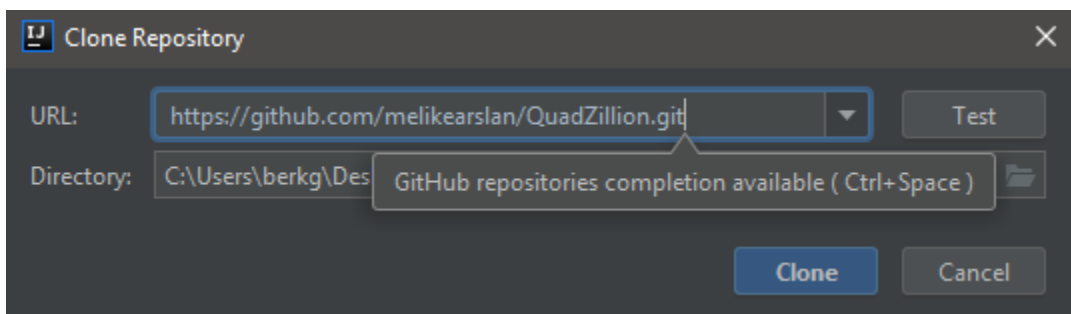 IJ Clone Repository
URL: https://github.com/melikearslan/QuadZillion.git Test
Directory: C:\Users\berkg\Des
GitHub repositories completion available ( Ctrl+Space )
Clone Cancel